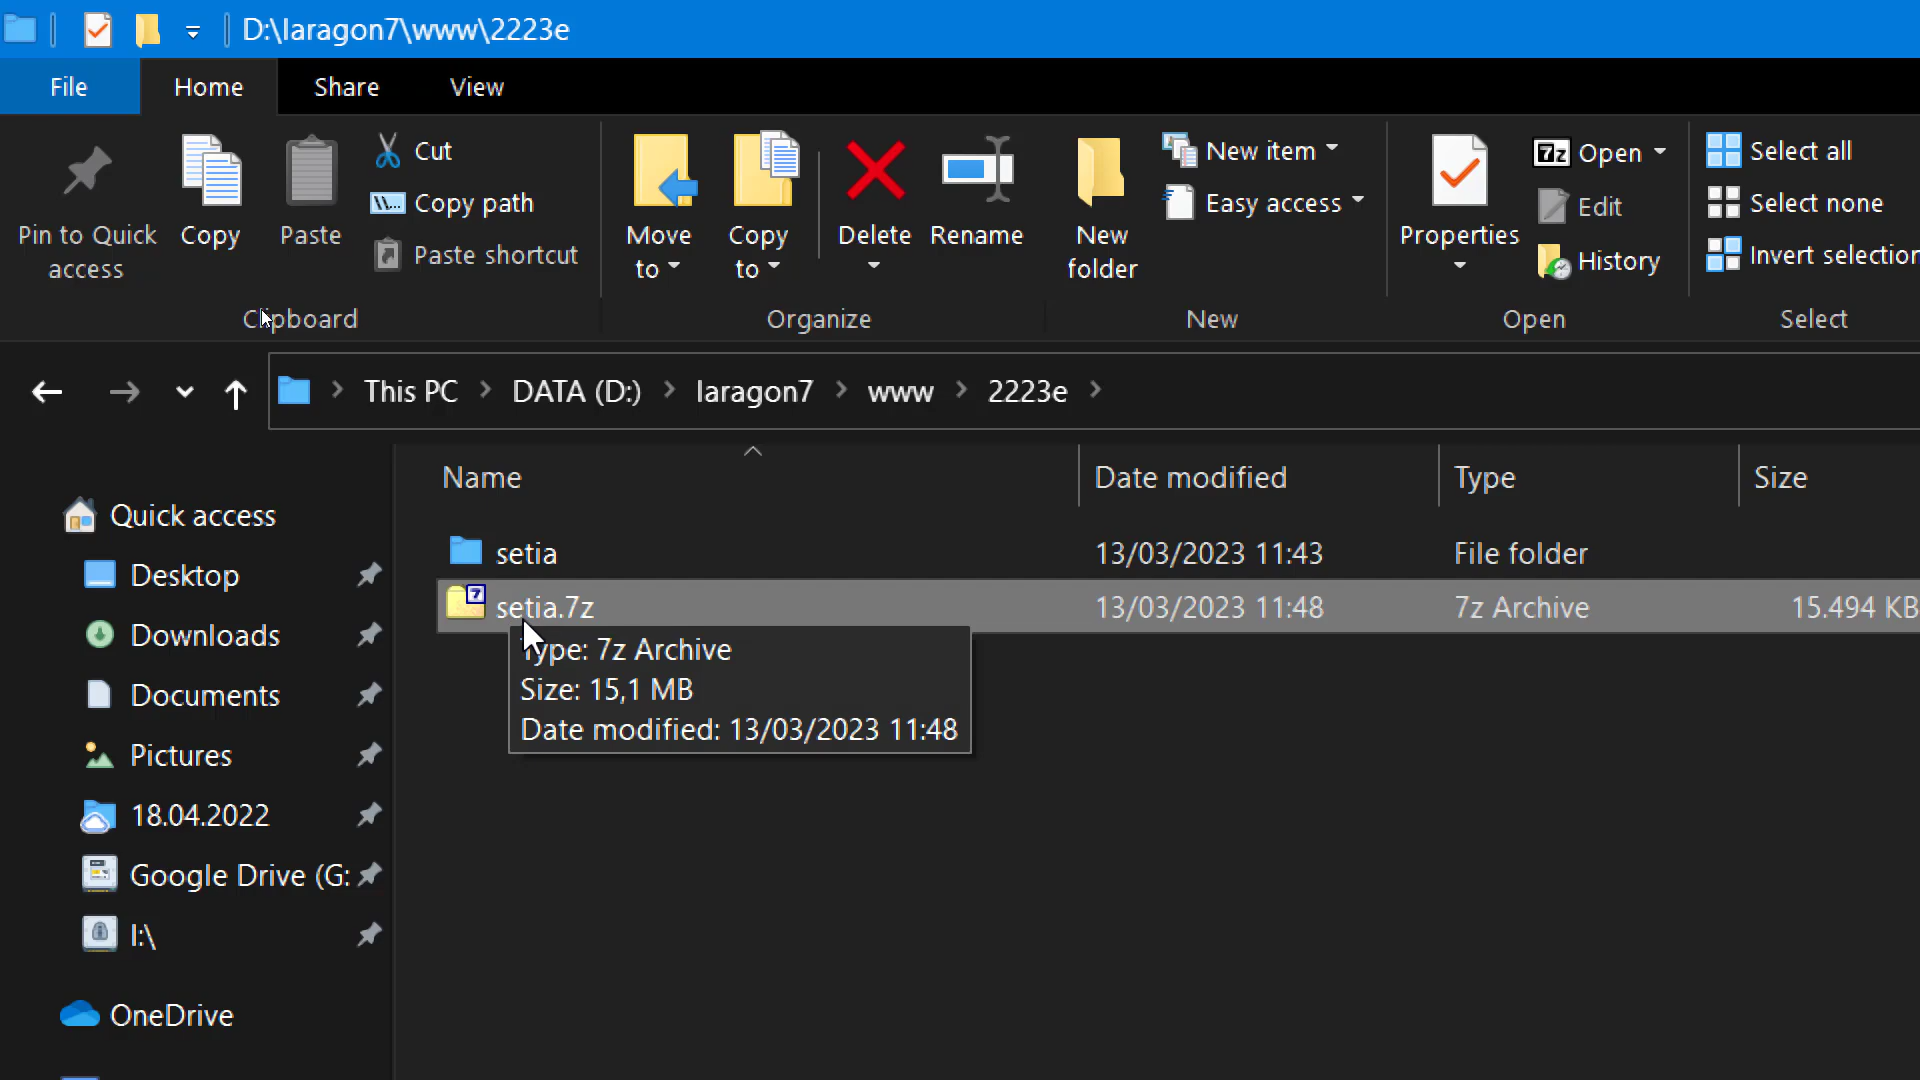 D:\laragon7\www\2223e
File Home Share View
Pin to Quick access
Copy
Paste
Cut
Copy path
Paste shortcut
Clipboard
Move to
Copy to
Delete
Rename
Organize
New folder
New item
Easy access
New
Properties
Open
Edit
History
Open
Select all
Select none
Invert selection
Select
This PC DATA (D:) laragon7 www 2223e
Name Date modified Type Size
Quick access
Desktop
Downloads
Documents
Pictures
18.04.2022
Google Drive (G:
I:\
OneDrive
setia 13/03/2023 11:43 File folder
setia.7z 13/03/2023 11:48 7z Archive 15.494 KB
Type: 7z Archive
Size: 15,1 MB
Date modified: 13/03/2023 11:48